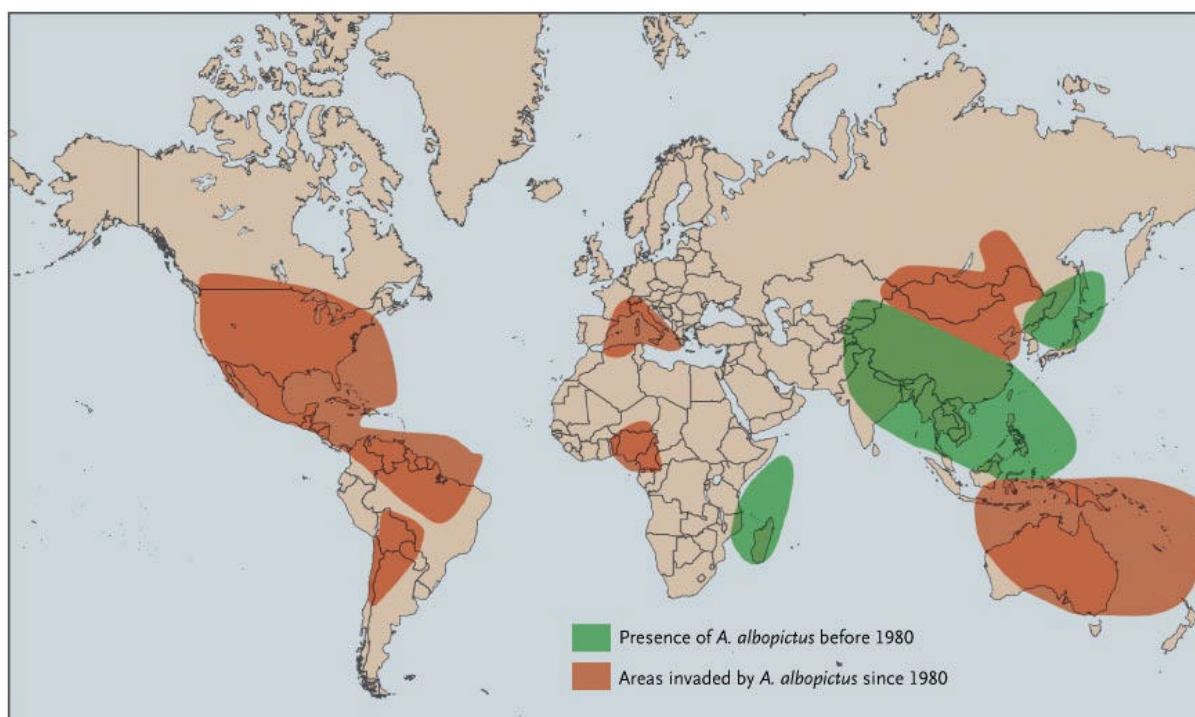 Presence of A. albopictus before 1980
Areas invaded by A. albopictus since 1980